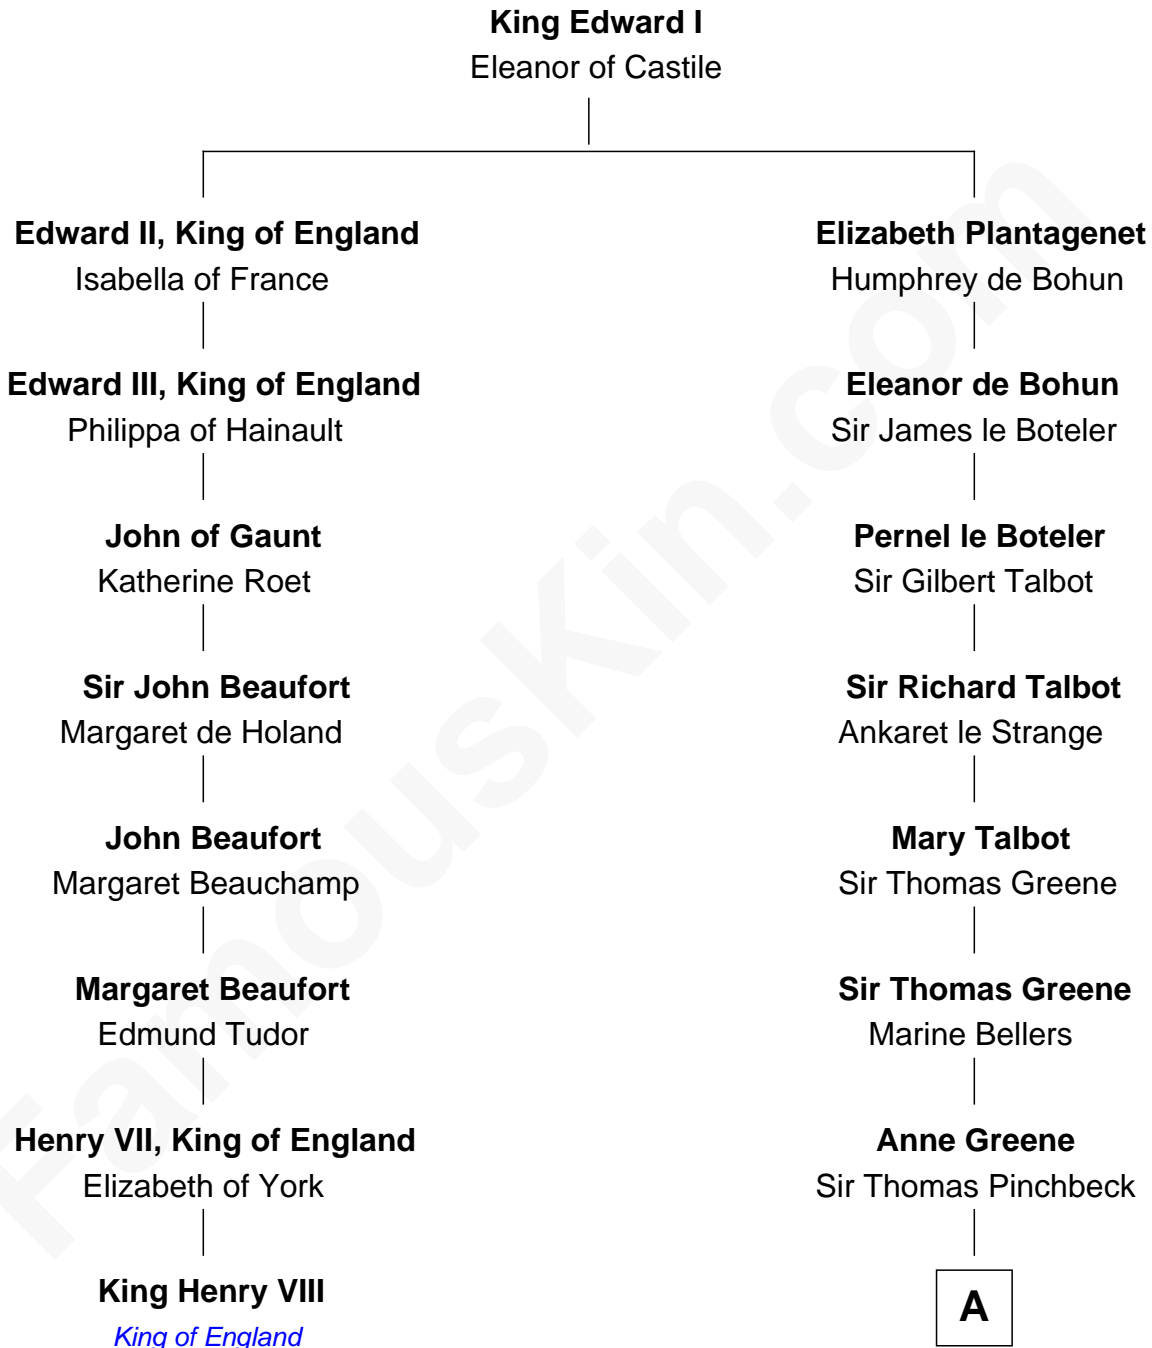 King Edward I
Eleanor of Castile
Edward II, King of England
Isabella of France
Elizabeth Plantagenet
Humphrey de Bohun
Edward III, King of England
Philippa of Hainault
Eleanor de Bohun
Sir James le Boteler
John of Gaunt
Katherine Roet
Pernel le Boteler
Sir Gilbert Talbot
Sir John Beaufort
Margaret de Holand
Sir Richard Talbot
Ankaret le Strange
John Beaufort
Margaret Beauchamp
Mary Talbot
Sir Thomas Greene
Margaret Beaufort
Edmund Tudor
Sir Thomas Greene
Marine Bellers
Henry VII, King of England
Elizabeth of York
Anne Greene
Sir Thomas Pinchbeck
King Henry VIII
King of England
A
FamousKin.com